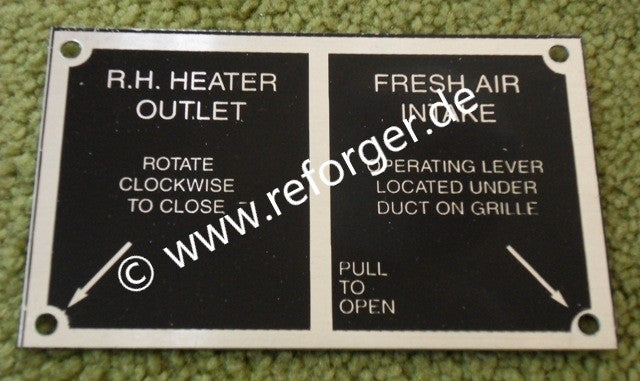 R.H. HEATER
OUTLET
ROTATE
CLOCKWISE
TO CLOSE
FRESH AIR
INTAKE
OPERATING LEVER
LOCATED UNDER
DUCT ON GRILLE
PULL
TO
OPEN
© www.reforger.de